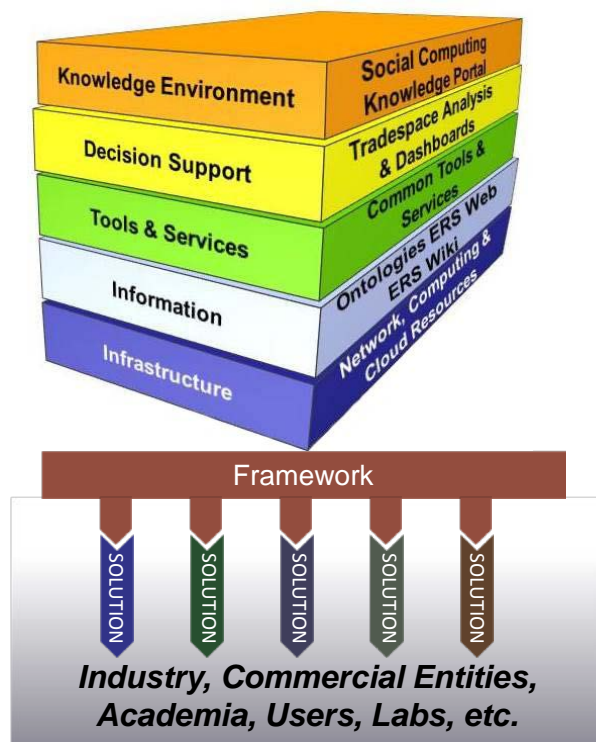 Knowledge Environment
Social Computing
Knowledge Portal
Decision Support
Tradespace Analysis
& Dashboards
Tools & Services
Common Tools &
Services
Information
Ontologies ERS Web
ERS Wiki
Infrastructure
Network, Computing &
Cloud Resources
Framework
SOLUTION
SOLUTION
SOLUTION
SOLUTION
SOLUTION
Industry, Commercial Entities,
Academia, Users, Labs, etc.